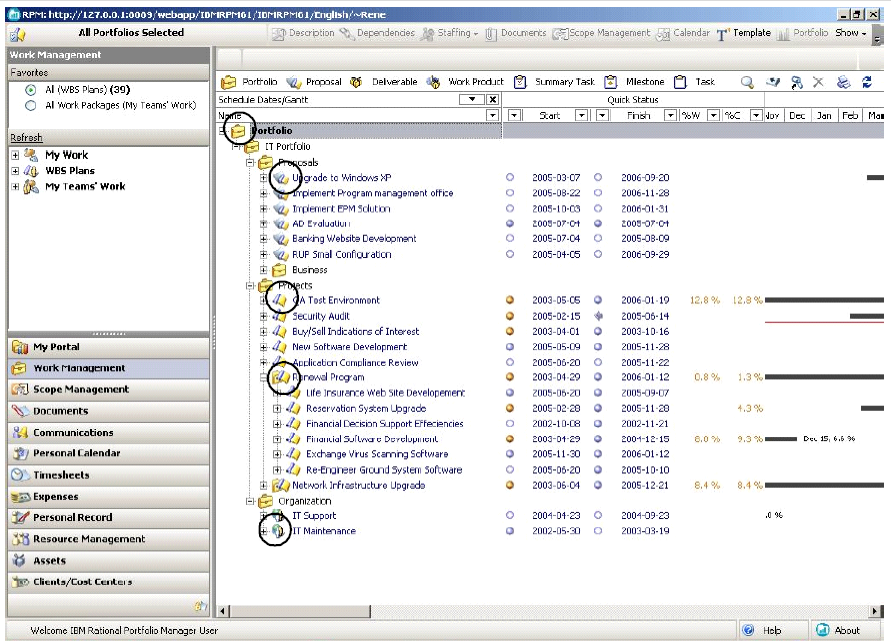 RPM: http://127.0.0.1:0009/webapp/IBMRPM61/IDMRPM61/English/~Rene
All Portfolios Selected
Description Dependencies Staffing Documents Scope Management Calendar Template Portfolio Show
Work Management
Favorites
All (WBS Plans) (39)
All Work Packages (My Teams' Work)
Refresh
My Work
WBS Plans
My Teams' Work
My Portal
Work Management
Scope Management
Documents
Communications
Personal Calendar
Timesheets
Expenses
Personal Record
Resource Management
Assets
Clients/Cost Centers
Portfolio Proposal Deliverable Work Product Summary Task Milestone Task
Schedule Dates/Gantt Quick Status
Name Start Finish %W %C Nov Dec Jan Feb Ma
Portfolio
IT Portfolio
Proposals
Upgrade to Windows XP 2005-03-07 2006-09-20
Implement Program management office 2005-08-22 2006-11-28
Implement EPM Solution 2005-10-03 2006-01-31
AD Evaluation 2005-07-04 2005-07-04
Banking Website Development 2005-07-04 2005-08-09
RUP Small Configuration 2005-04-05 2006-09-29
Business
Projects
QA Test Environment 2003-05-05 2006-01-19 12.8 % 12.8 %
Security Audit 2005-02-15 2005-06-14
Buy/Sell Indications of Interest 2003-04-01 2003-10-16
New Software Development 2005-05-09 2005-11-28
Application Compliance Review 2005-06-20 2005-11-22
Renewal Program 2003-04-29 2006-01-12 0.8 % 1.3 %
Life Insurance Web Site Developement 2005-06-20 2005-09-07
Reservation System Upgrade 2005-02-28 2005-11-28 4.3 %
Financial Decision Support Effeciencies 2002-10-08 2002-11-21
Financial Software Development 2003-04-29 2004-12-15 8.0 % 9.3 % Dec 15, 6.6 %
Exchange Virus Scanning Software 2005-11-30 2006-01-12
Re-Engineer Ground System Software 2005-06-20 2005-10-10
Network Infrastructure Upgrade 2003-06-04 2005-12-21 8.4 % 8.4 %
Organization
IT Support 2004-04-23 2004-09-23 .0 %
IT Maintenance 2002-05-30 2003-03-19
Welcome IBM Rational Portfolio Manager User Help About